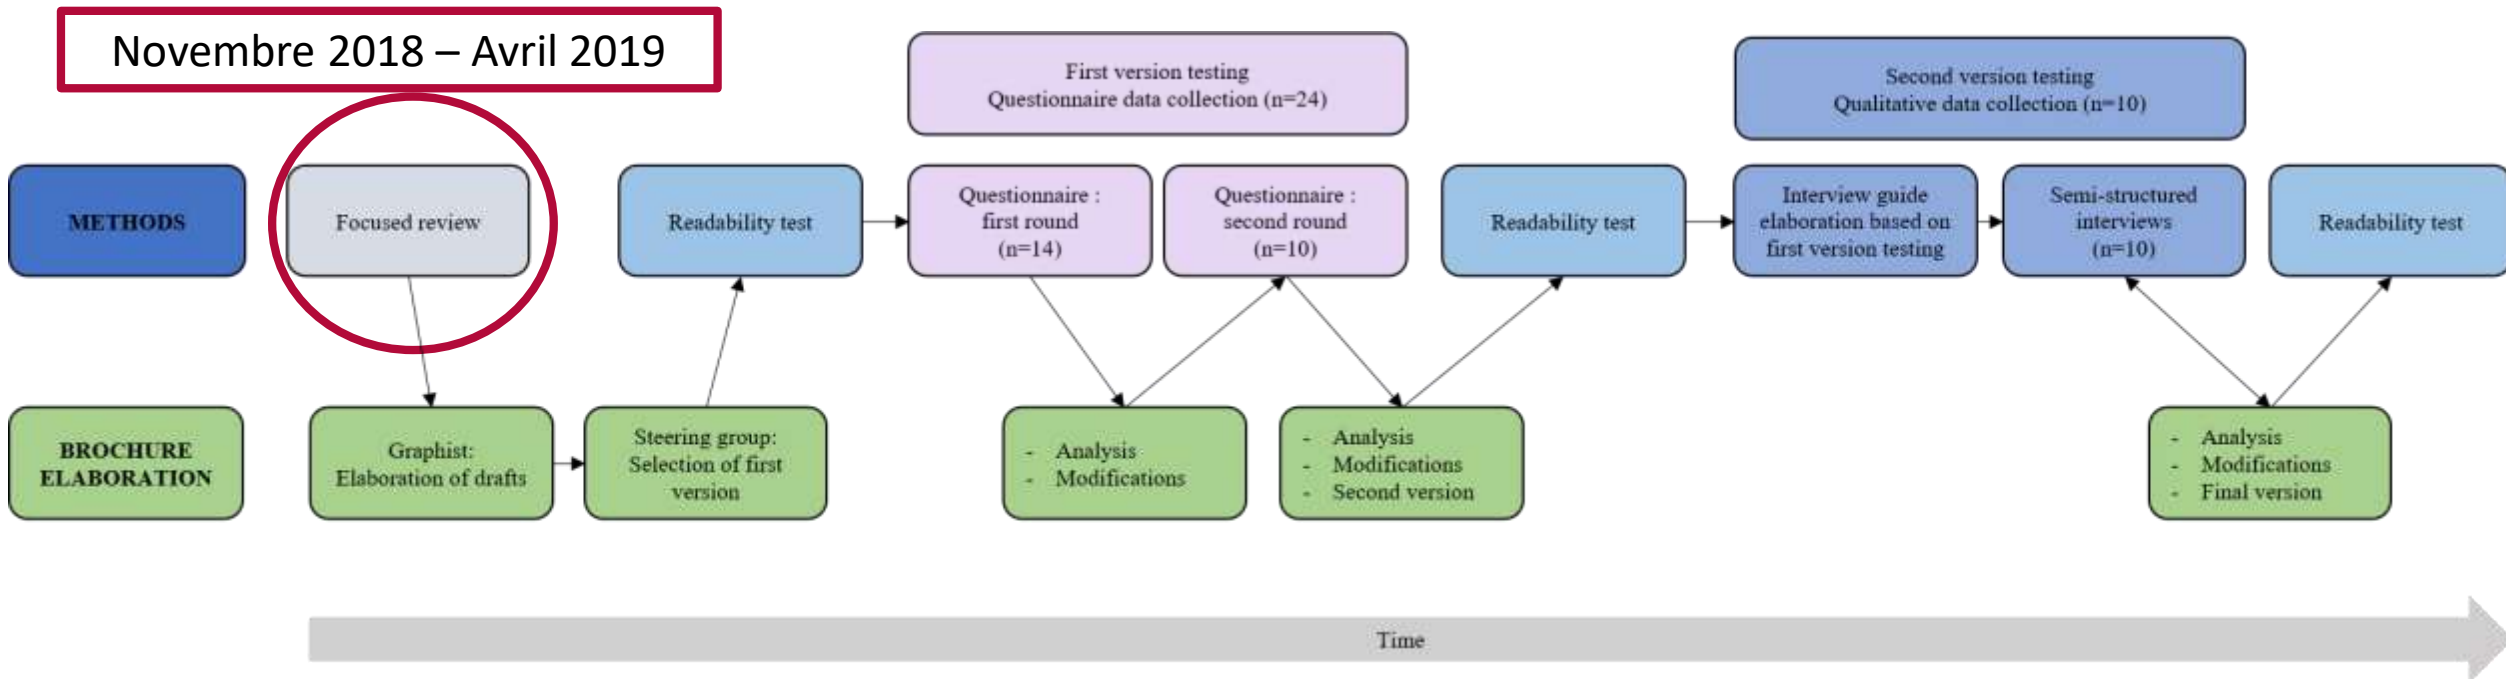 Novembre 2018 – Avril 2019
First version testing
Questionnaire data collection (n=24)
Second version testing
Qualitative data collection (n=10)
METHODS
Focused review
Readability test
Questionnaire :
first round
(n=14)
Questionnaire :
second round
(n=10)
Readability test
Interview guide
elaboration based on
first version testing
Semi-structured
interviews
(n=10)
Readability test
BROCHURE
ELABORATION
Graphist:
Elaboration of drafts
Steering group:
Selection of first
version
- Analysis
- Modifications
- Analysis
- Modifications
- Second version
- Analysis
- Modifications
- Final version
Time